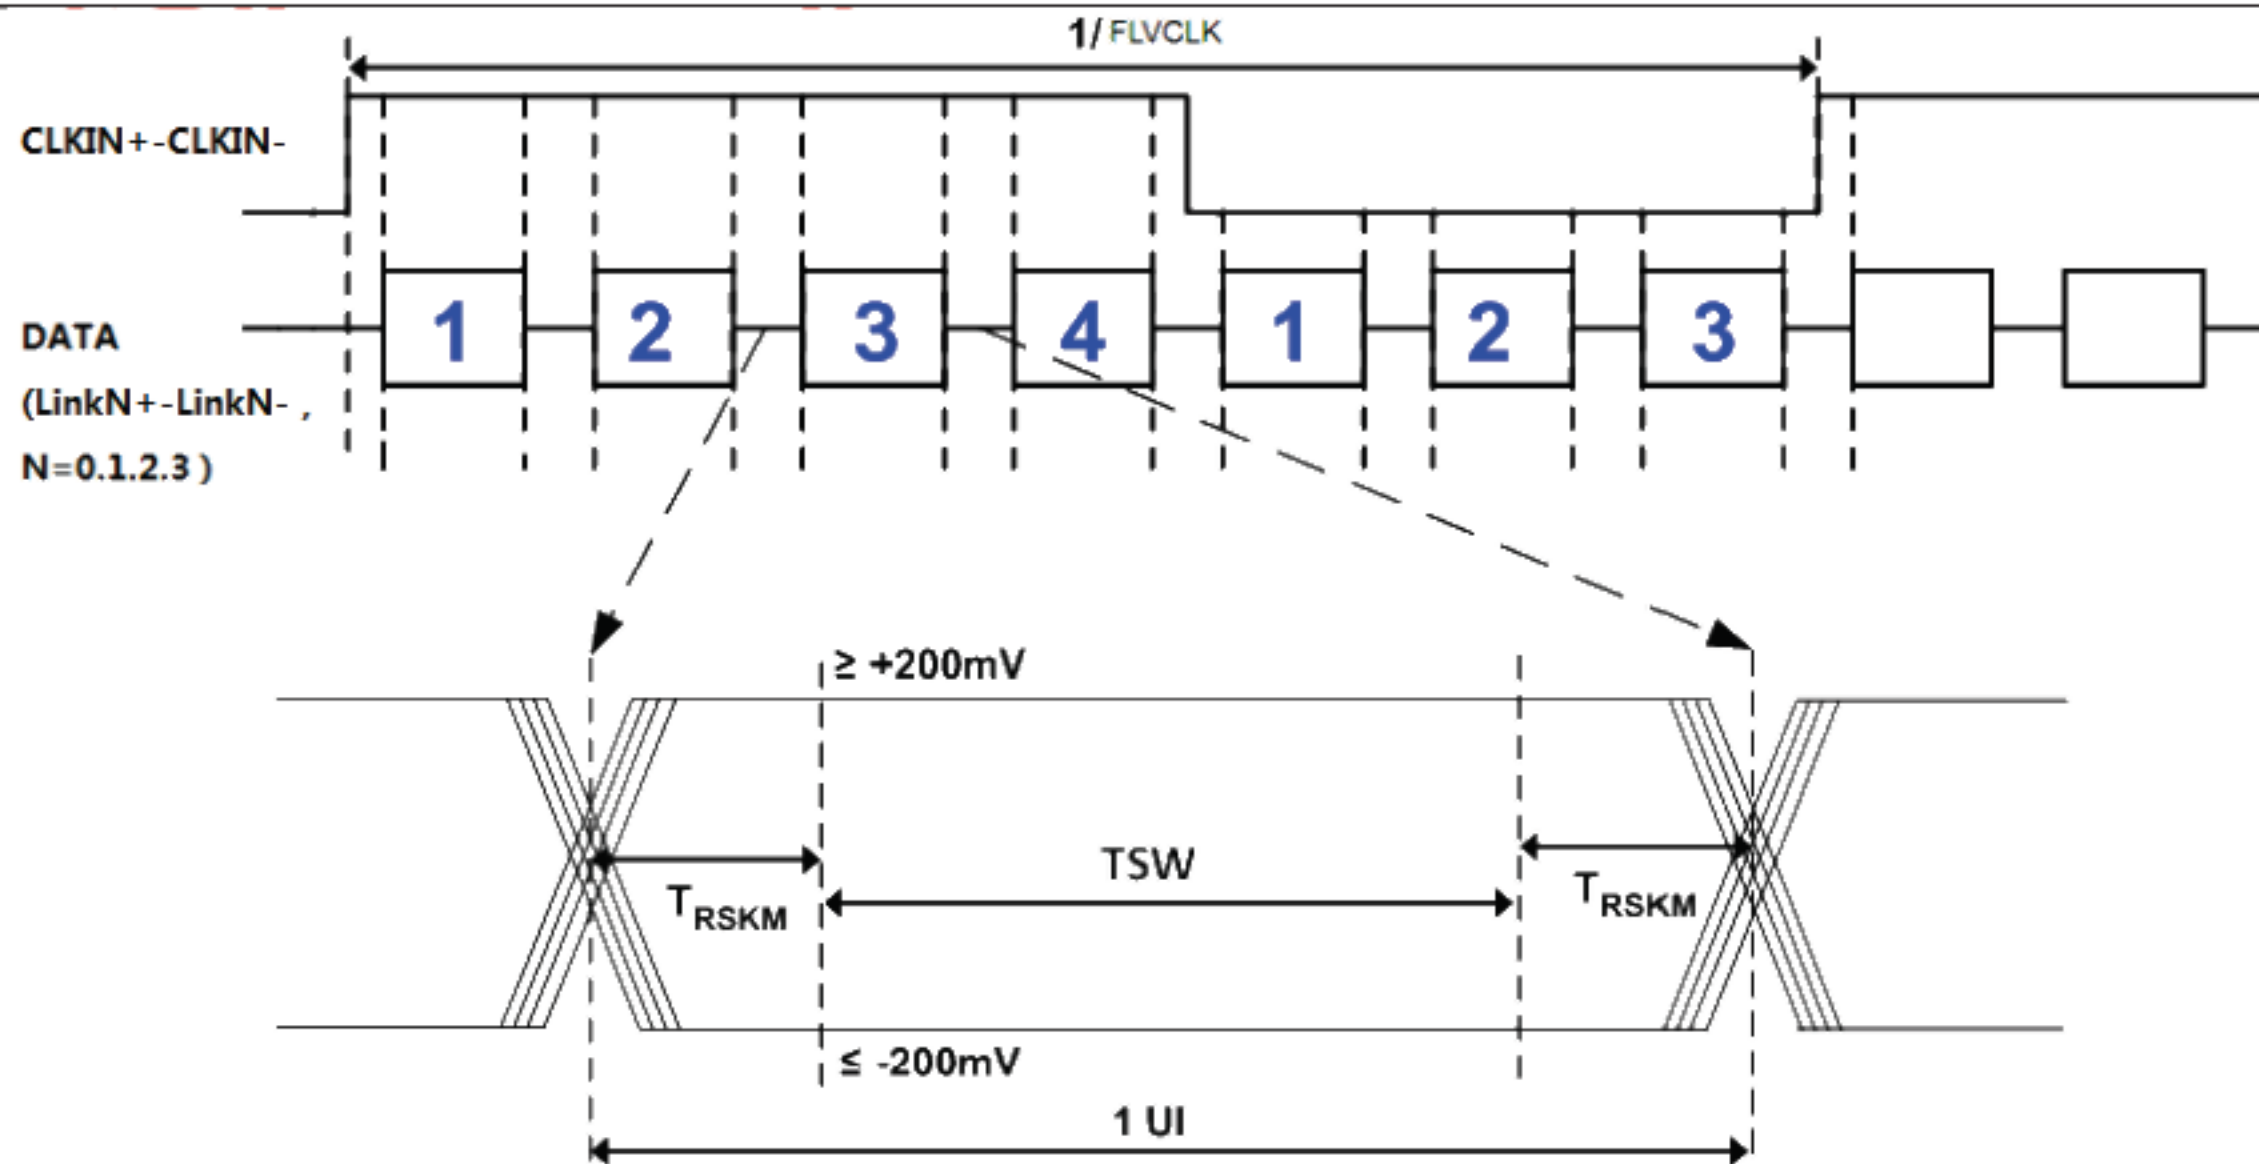 1/ FLVCLK
CLKIN+-CLKIN-
DATA
(LinkN+-LinkN- ,
N=0.1.2.3 )
1 2 3 4 1 2 3
≥ +200mV
TSW
TRSKM
TRSKM
≤ -200mV
1 UI